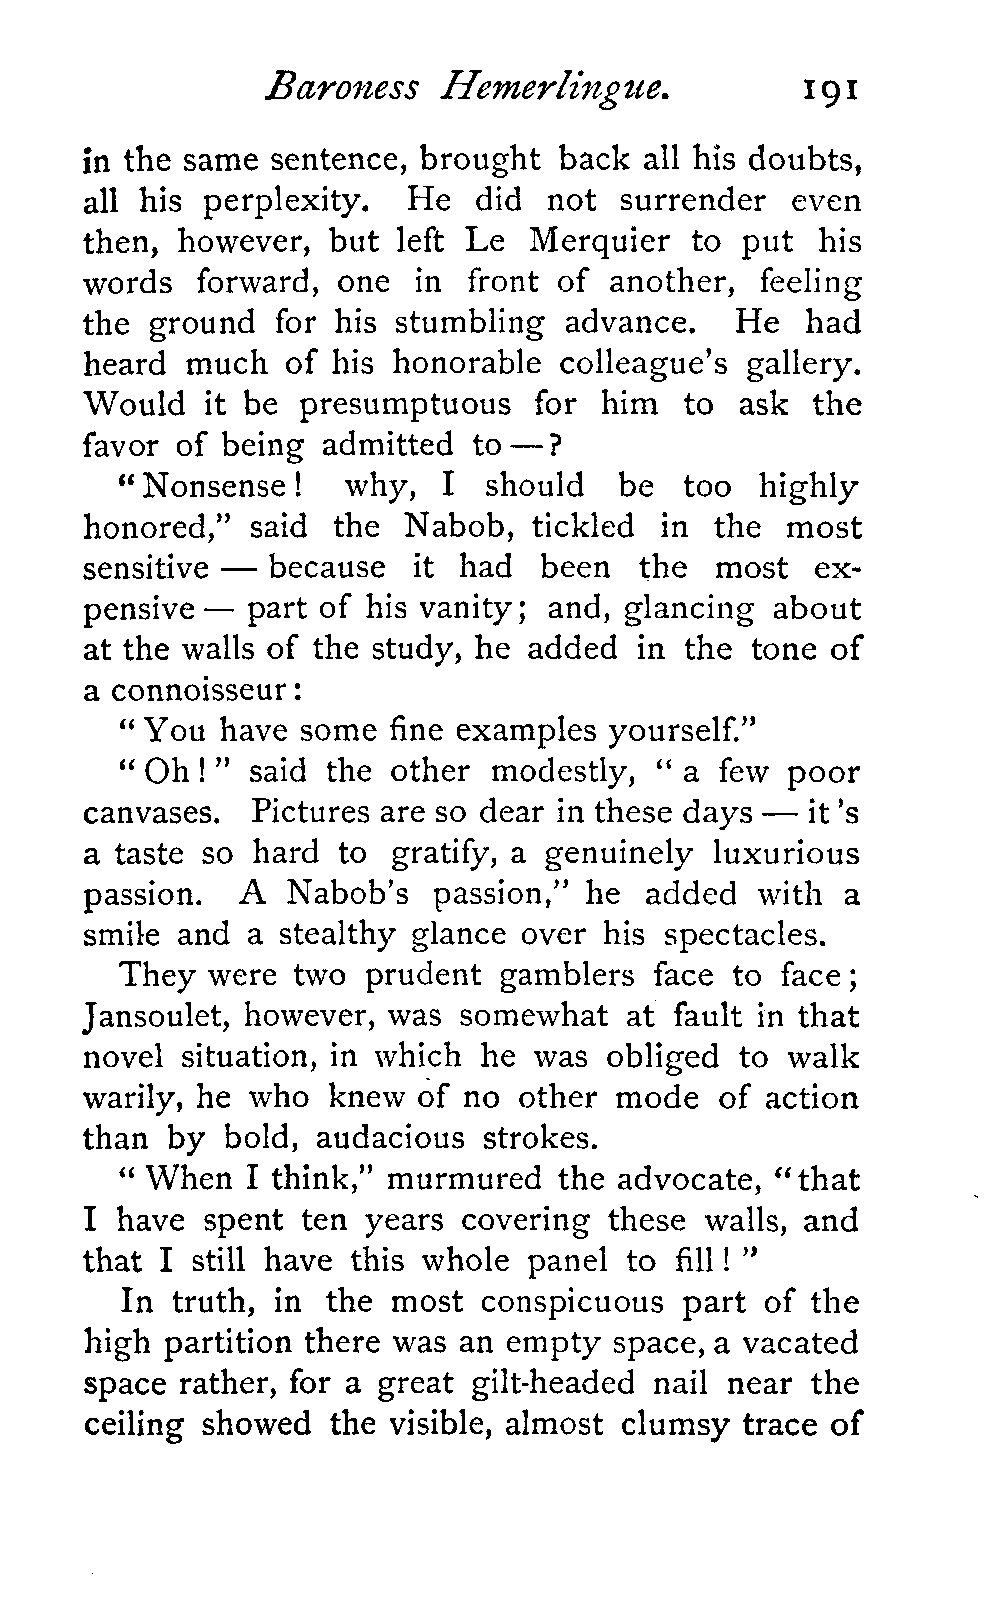 Baroness Hemerlingue. 191
in the same sentence, brought back all his doubts,
all his perplexity. He did not surrender even
then, however, but left Le Merquier to put his
words forward, one in front of another, feeling
the ground for his stumbling advance. He had
heard much of his honorable colleague's gallery.
Would it be presumptuous for him to ask the
favor of being admitted to — ?
"Nonsense! why, I should be too highly
honored," said the Nabob, tickled in the most
sensitive — because it had been the most ex-
pensive — part of his vanity; and, glancing about
at the walls of the study, he added in the tone of
a connoisseur:
"You have some fine examples yourself."
"Oh!" said the other modestly, "a few poor
canvases. Pictures are so dear in these days — it 's
a taste so hard to gratify, a genuinely luxurious
passion. A Nabob's passion," he added with a
smile and a stealthy glance over his spectacles.
They were two prudent gamblers face to face;
Jansoulet, however, was somewhat at fault in that
novel situation, in which he was obliged to walk
warily, he who knew of no other mode of action
than by bold, audacious strokes.
"When I think," murmured the advocate, "that
I have spent ten years covering these walls, and
that I still have this whole panel to fill!"
In truth, in the most conspicuous part of the
high partition there was an empty space, a vacated
space rather, for a great gilt-headed nail near the
ceiling showed the visible, almost clumsy trace of